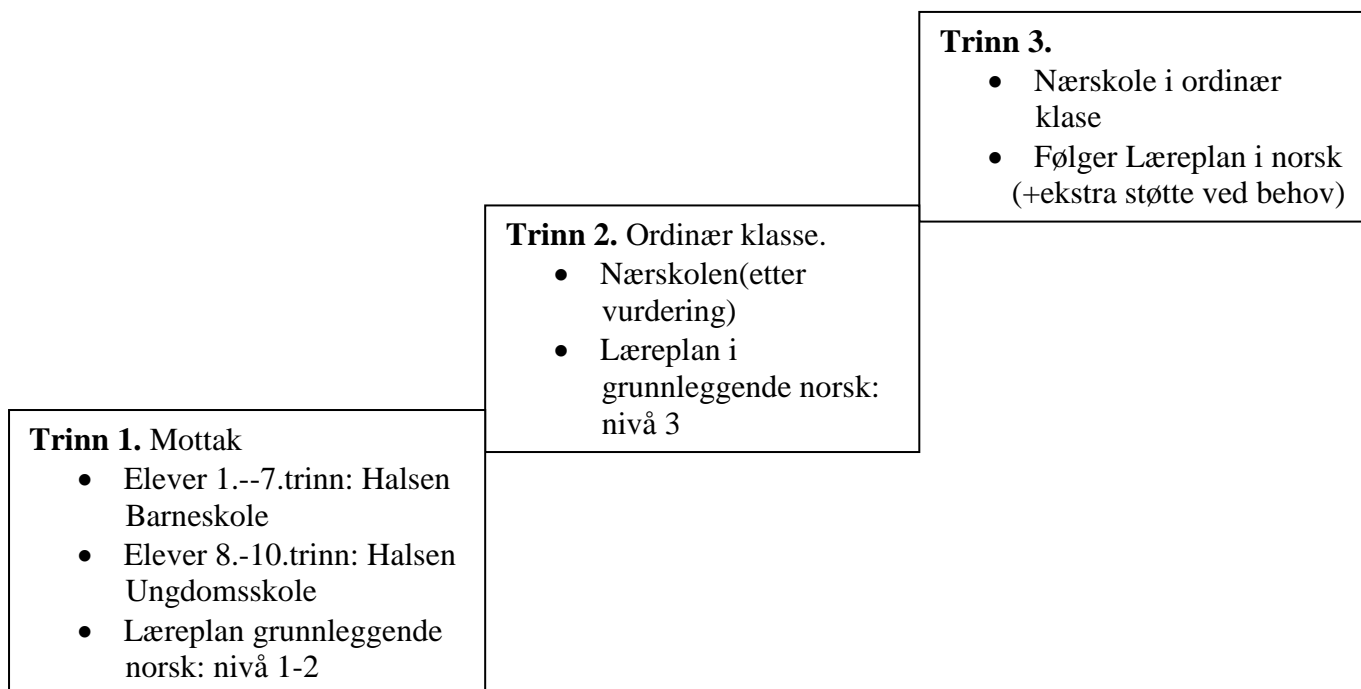 Trinn 3.
• Nærskole i ordinær
klase
• Følger Læreplan i norsk
(+ekstra støtte ved behov)
Trinn 2. Ordinær klasse.
• Nærskolen(etter
vurdering)
• Læreplan i
grunnleggende norsk:
nivå 3
Trinn 1. Mottak
• Elever 1.--7.trinn: Halsen
Barneskole
• Elever 8.-10.trinn: Halsen
Ungdomsskole
• Læreplan grunnleggende
norsk: nivå 1-2